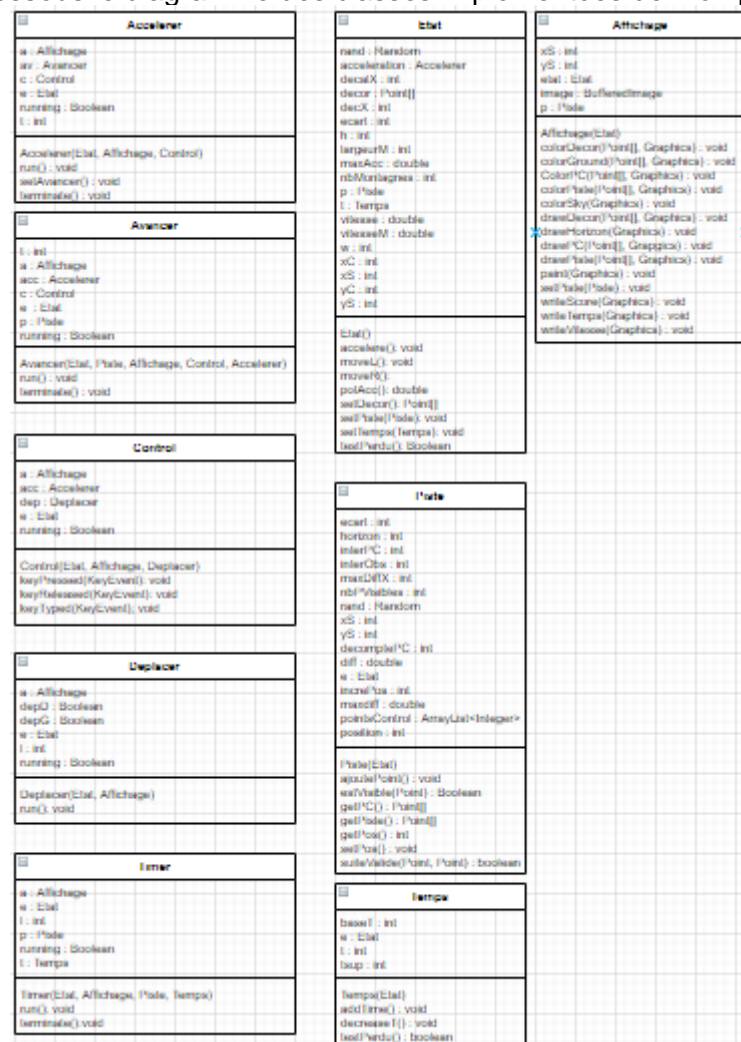 Accelerer
a : Affichage
av : Avancer
c : Control
e : Etat
running : Boolean
t : int
Accelerer(Etat, Affichage, Control)
run() : void
setAvancer() : void
terminate() : void
Avancer
t : int
a : Affichage
acc : Accelerer
c : Control
e : Etat
p : Piste
running : Boolean
Avancer(Etat, Piste, Affichage, Control, Accelerer)
run() : void
terminate() : void
Control
a : Affichage
acc : Accelerer
dep : Deplacer
e : Etat
running : Boolean
Control(Etat, Affichage, Deplacer)
keyPressed(KeyEvent): void
keyReleased(KeyEvent): void
keyTyped(KeyEvent); void
Deplacer
a : Affichage
depD : Boolean
depG : Boolean
e : Etat
l : int
running : Boolean
Deplacer(Etat, Affichage)
run(): void
Timer
a : Affichage
e : Etat
l : int
p : Piste
running : Boolean
t : Temps
Timer(Etat, Affichage, Piste, Temps)
run(): void
terminate():void
Etat
rand : Random
acceleration : Accelerer
decalX : int
decor : Point[]
decX : int
ecart : int
h : int
largeurM : int
maxAcc : double
nbMontagnes : int
p : Piste
t : Temps
vitesse : double
vitesseM : double
w : int
xC : int
xS : int
yC : int
yS : int
Etat()
accelere(): void
moveL(): void
moveR():
potAcc(): double
setDecor(): Point[]
setPiste(Piste): void
setTemps(Temps): void
testPerdu(): Boolean
Piste
ecart : int
horizon : int
interPC : int
interObs : int
maxDiffX : int
nbPVisibles : int
rand : Random
xS : int
yS : int
decomptePC : int
diff : double
e : Etat
increPos : int
maxdiff : double
pointsControl : ArrayList<Integer>
position : int
Piste(Etat)
ajoutePoint() : void
estVisible(Point) : Boolean
getPC() : Point[]
getPiste() : Point[]
getPos() : int
setPos() : void
suiteValide(Point, Point) : boolean
Temps
baseT : int
e : Etat
t : int
tsup : int
Temps(Etat)
addTime() : void
decreaseT() : void
testPerdu() : boolean
Affichage
xS : int
yS : int
etat : Etat
image : BufferedImage
p : Piste
Affichage(Etat)
colorDecor(Point[], Graphics) : void
colorGround(Point[], Graphics) : void
ColorPC(Point[], Graphics) : void
colorPiste(Point[], Graphics) : void
colorSky(Graphics) : void
drawDecor(Point[], Graphics) : void
drawHorizon(Graphics) : void
drawPC(Point[], Grapgics) : void
drawPiste(Point[], Graphics) : void
paint(Graphics) : void
setPiste(Piste) : void
writeScore(Graphics) : void
writeTemps(Graphics) : void
writeVitesse(Graphics) : void